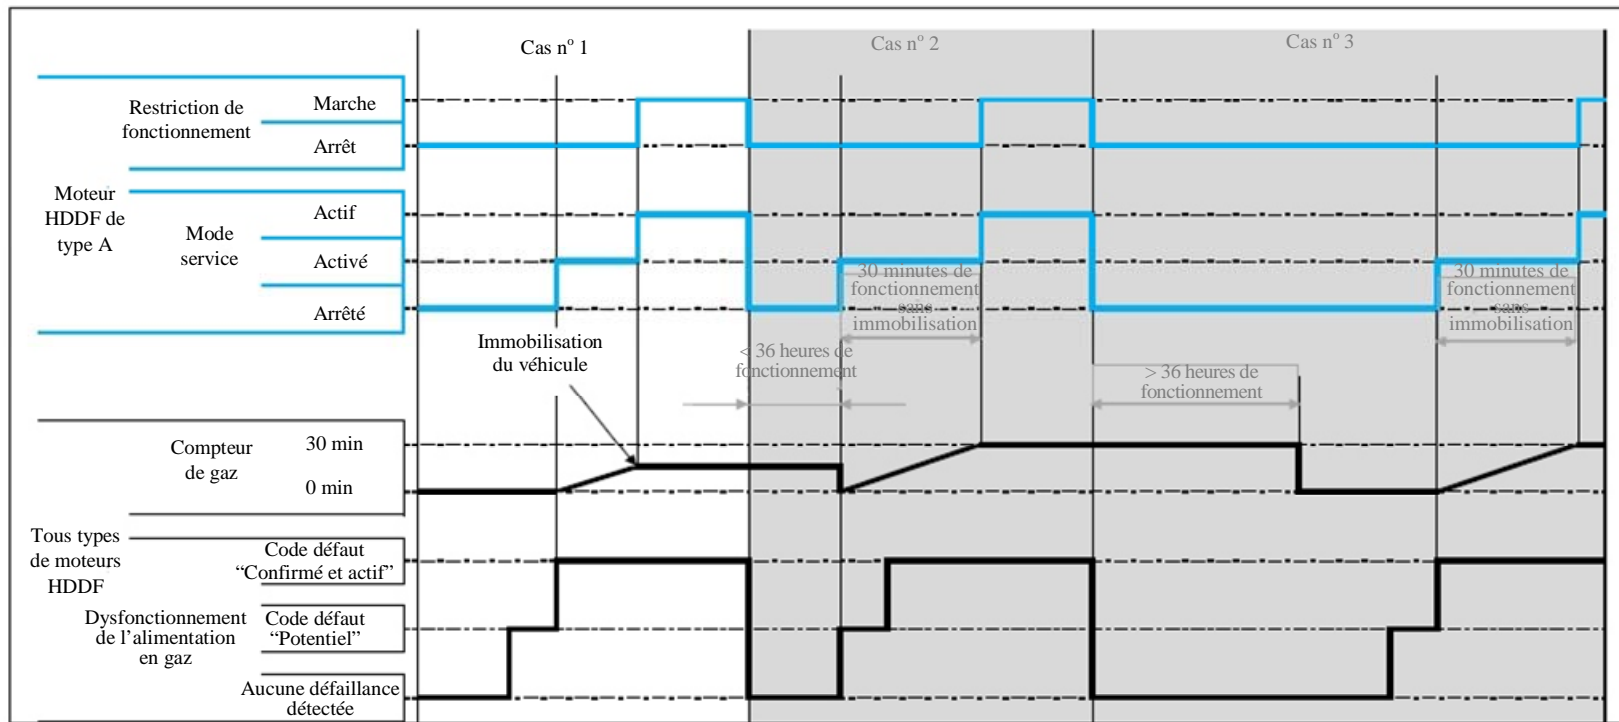 Cas nº 1
Cas nº 2
Cas nº 3
Restriction de
fonctionnement
Marche
Arrêt
Moteur
HDDF de
type A
Mode
service
Actif
Activé
Arrêté
30 minutes de
fonctionnement
sans
immobilisation
30 minutes de
fonctionnement
sans
immobilisation
Immobilisation
du véhicule
< 36 heures de
fonctionnement
> 36 heures de
fonctionnement
Compteur
de gaz
30 min
0 min
Tous types
de moteurs
HDDF
Dysfonctionnement
de l’alimentation
en gaz
Code défaut
“Confirmé et actif”
Code défaut
“Potentiel”
Aucune défaillance
détectée